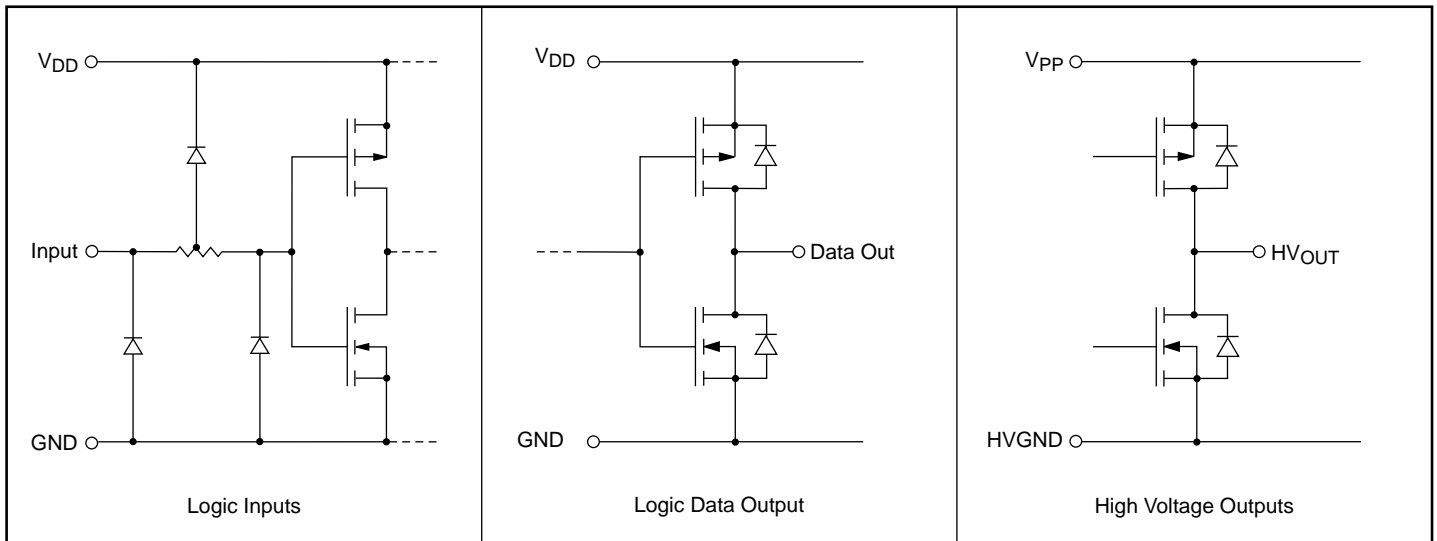 VDD
Input
GND
Logic Inputs
VDD
Data Out
GND
Logic Data Output
VPP
HVOUT
HVGND
High Voltage Outputs